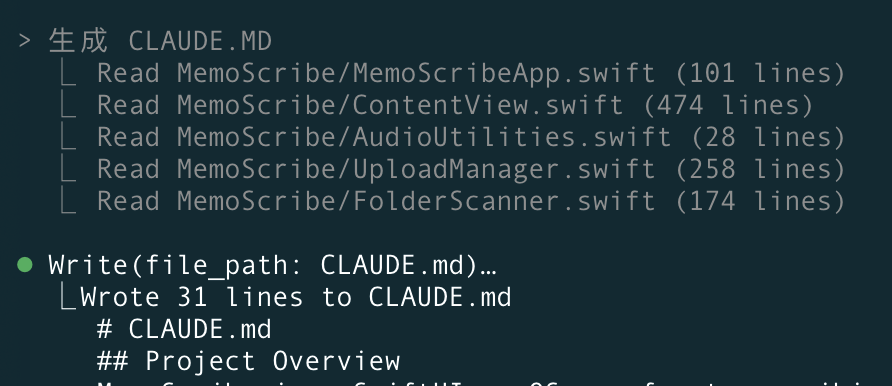 > 生成 CLAUDE.MD
⎿ Read MemoScribe/MemoScribeApp.swift (101 lines)
⎿ Read MemoScribe/ContentView.swift (474 lines)
⎿ Read MemoScribe/AudioUtilities.swift (28 lines)
⎿ Read MemoScribe/UploadManager.swift (258 lines)
⎿ Read MemoScribe/FolderScanner.swift (174 lines)
● Write(file_path: CLAUDE.md)…
⎿Wrote 31 lines to CLAUDE.md
# CLAUDE.md
## Project Overview